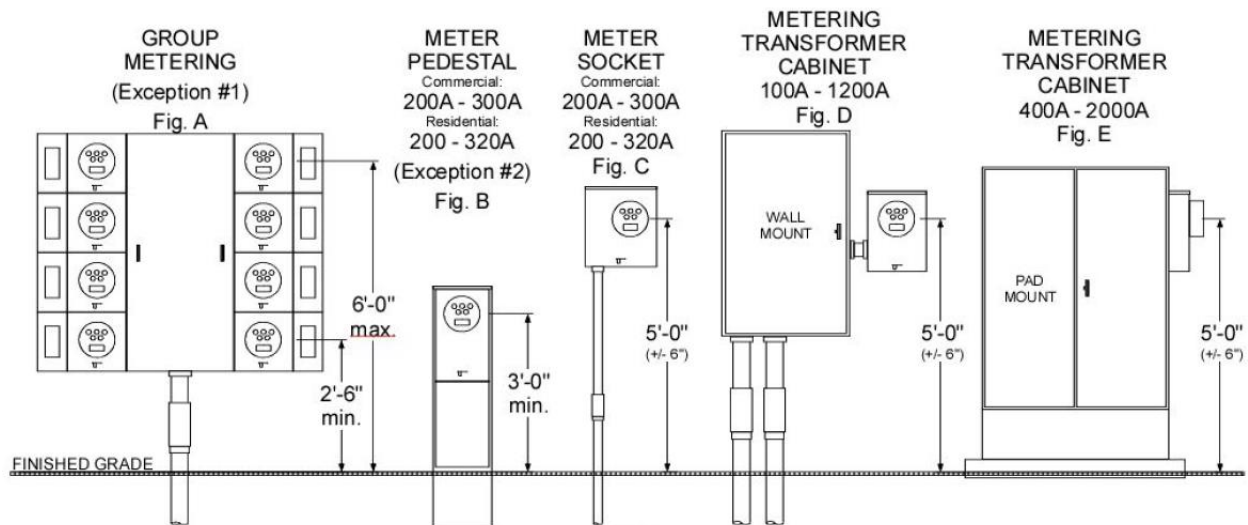 GROUP
METERING
(Exception #1)
Fig. A
METER
PEDESTAL
Commercial:
200A - 300A
Residential:
200 - 320A
(Exception #2)
Fig. B
METER
SOCKET
Commercial:
200A - 300A
Residential:
200 - 320A
Fig. C
METERING
TRANSFORMER
CABINET
100A - 1200A
Fig. D
METERING
TRANSFORMER
CABINET
400A - 2000A
Fig. E
6'-0"
max.
2'-6"
min.
3'-0"
min.
5'-0"
(+/- 6")
WALL
MOUNT
5'-0"
(+/- 6")
PAD
MOUNT
5'-0"
(+/- 6")
FINISHED GRADE